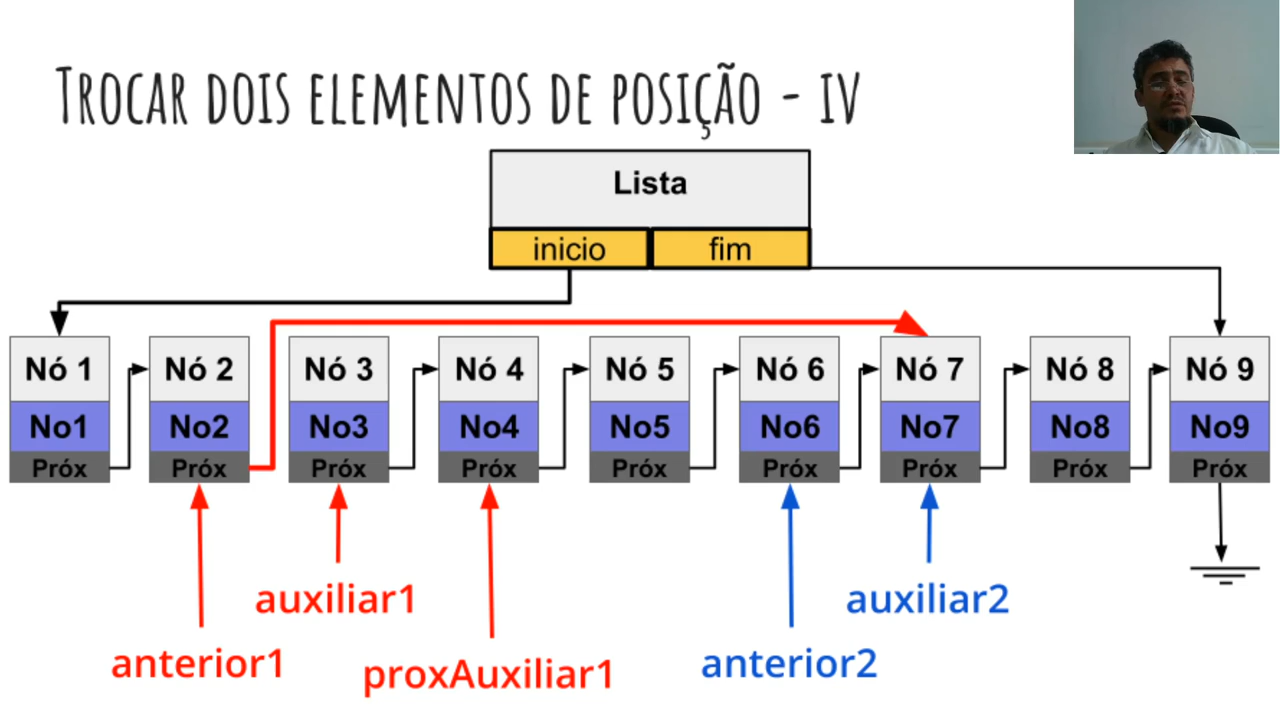 Trocar dois elementos de posição - IV
Lista
inicio fim
Nó 1 Nó 2 Nó 3 Nó 4 Nó 5 Nó 6 Nó 7 Nó 8 Nó 9
No1 No2 No3 No4 No5 No6 No7 No8 No9
Próx Próx Próx Próx Próx Próx Próx Próx Próx
auxiliar1 auxiliar2
anterior1 proxAuxiliar1 anterior2